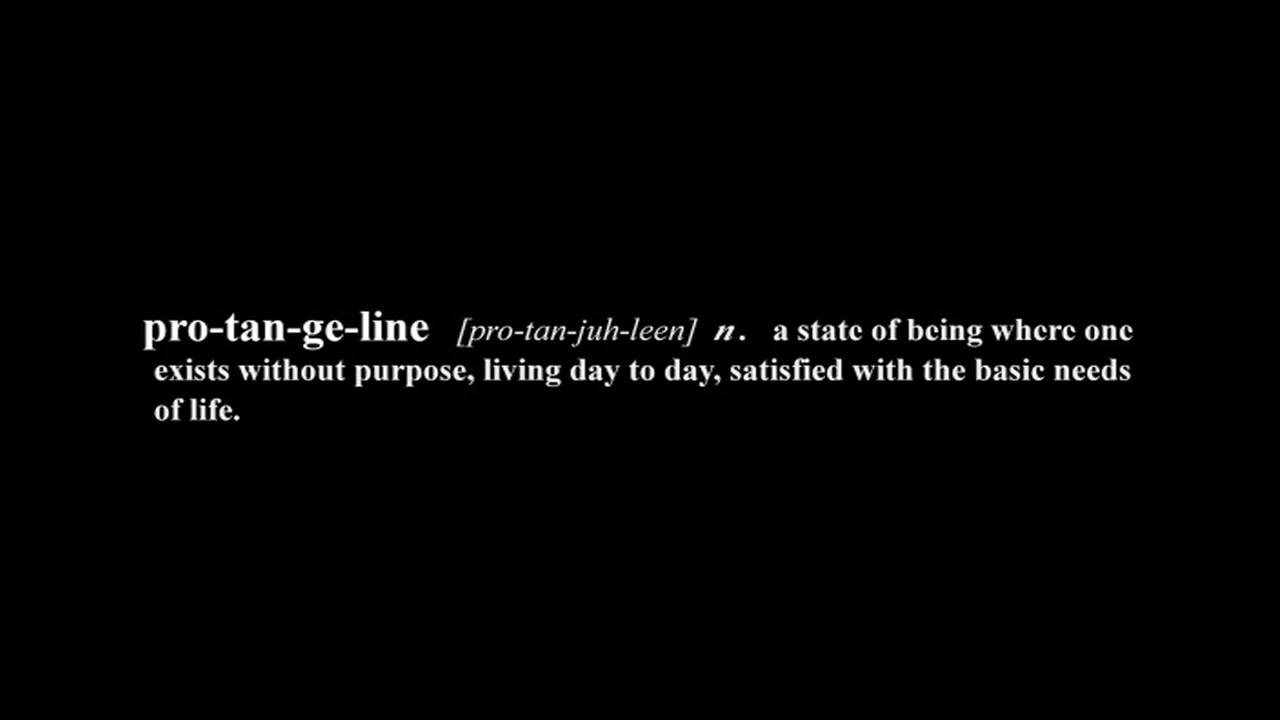 pro-tan-ge-line [pro-tan-juh-leen] n. a state of being where one
exists without purpose, living day to day, satisfied with the basic needs
of life.